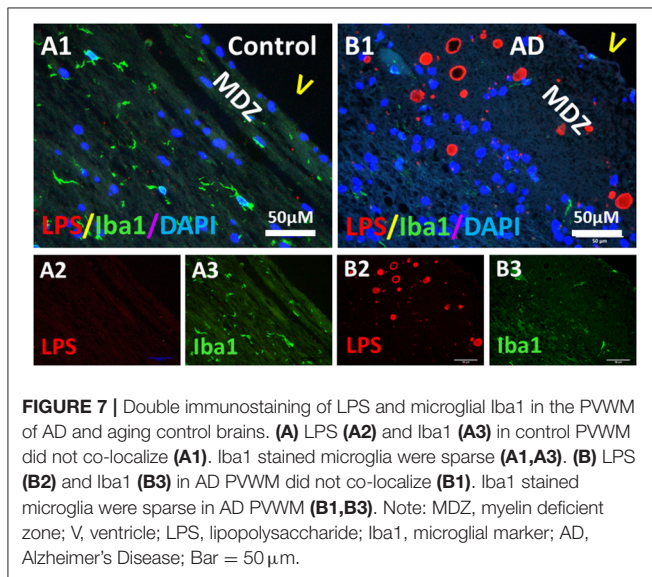 A1 Control
V
MDZ
LPS/Iba1/DAPI
50µM
B1 AD
V
MDZ
LPS/Iba1/DAPI
50µM
50 µm
A2
LPS
A3
Iba1
B2
LPS
B3
Iba1
FIGURE 7 | Double immunostaining of LPS and microglial Iba1 in the PVWM
of AD and aging control brains. (A) LPS (A2) and Iba1 (A3) in control PVWM
did not co-localize (A1). Iba1 stained microglia were sparse (A1,A3). (B) LPS
(B2) and Iba1 (B3) in AD PVWM did not co-localize (B1). Iba1 stained
microglia were sparse in AD PVWM (B1,B3). Note: MDZ, myelin deficient
zone; V, ventricle; LPS, lipopolysaccharide; Iba1, microglial marker; AD,
Alzheimer's Disease; Bar = 50 µm.